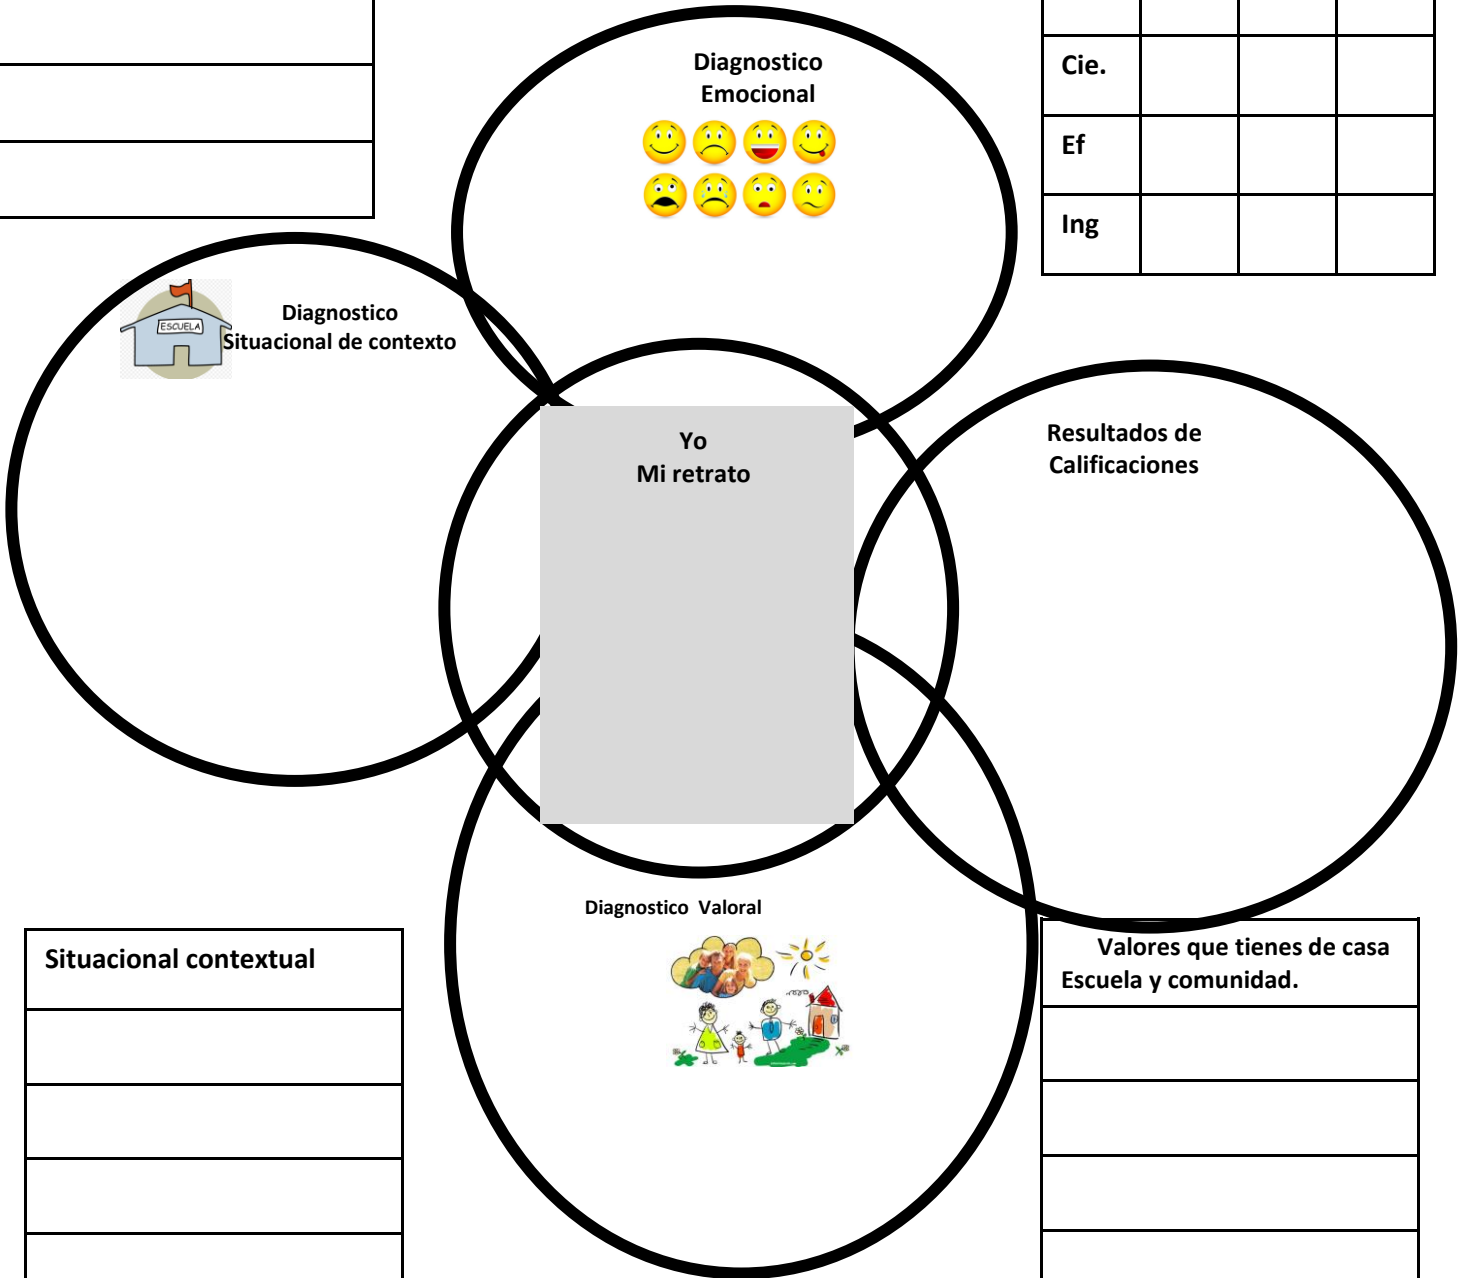 Diagnostico
Emocional
Cie.
Ef
Ing
ESCUELA
Diagnostico
Situacional de contexto
Yo
Mi retrato
Resultados de
Calificaciones
Diagnostico Valoral
Situacional contextual
Valores que tienes de casa
Escuela y comunidad.